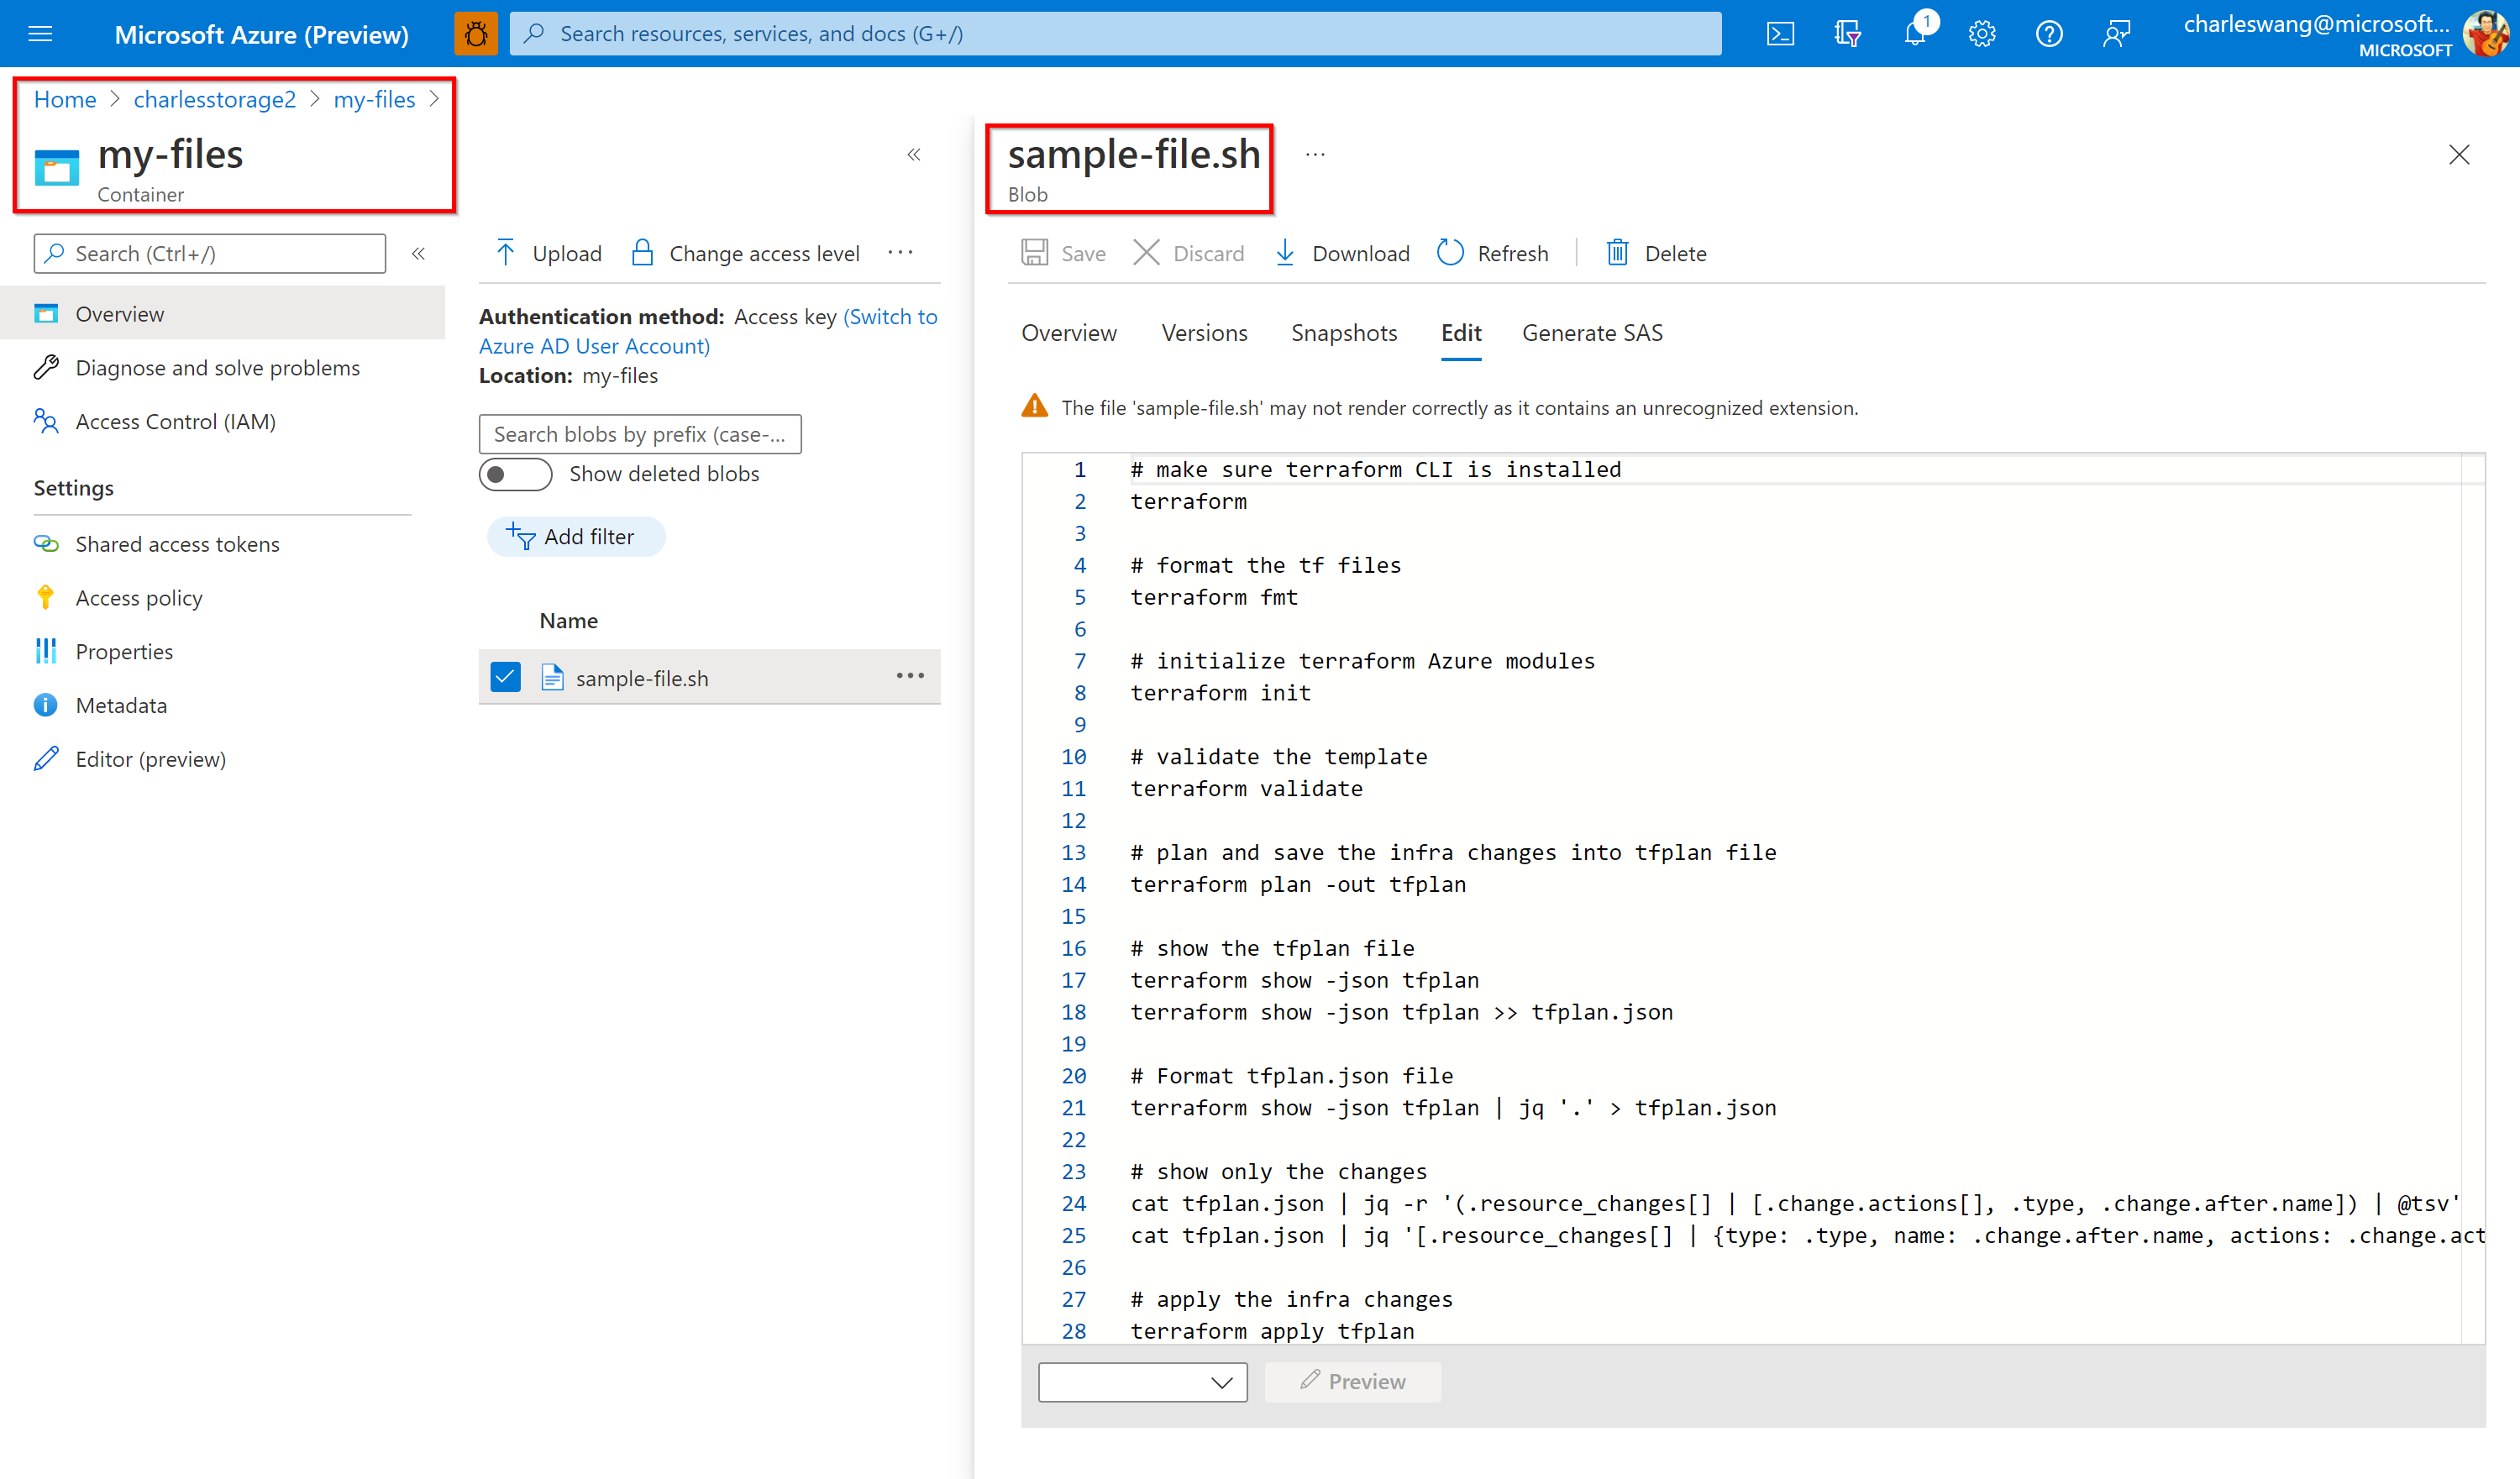 Microsoft Azure (Preview)
Search resources, services, and docs (G+/)
1
charleswang@microsoft...
MICROSOFT
Home > charlesstorage2 > my-files >
my-files
Container
Search (Ctrl+/)
Overview
Diagnose and solve problems
Access Control (IAM)
Settings
Shared access tokens
Access policy
Properties
Metadata
Editor (preview)
Upload
Change access level
Authentication method: Access key (Switch to
Azure AD User Account)
Location: my-files
Search blobs by prefix (case-...
Show deleted blobs
Add filter
Name
sample-file.sh
sample-file.sh
Blob
Save
Discard
Download
Refresh
Delete
Overview
Versions
Snapshots
Edit
Generate SAS
The file 'sample-file.sh' may not render correctly as it contains an unrecognized extension.
1 # make sure terraform CLI is installed
2 terraform
3
4 # format the tf files
5 terraform fmt
6
7 # initialize terraform Azure modules
8 terraform init
9
10 # validate the template
11 terraform validate
12
13 # plan and save the infra changes into tfplan file
14 terraform plan -out tfplan
15
16 # show the tfplan file
17 terraform show -json tfplan
18 terraform show -json tfplan >> tfplan.json
19
20 # Format tfplan.json file
21 terraform show -json tfplan | jq '.' > tfplan.json
22
23 # show only the changes
24 cat tfplan.json | jq -r '(.resource_changes[] | [.change.actions[], .type, .change.after.name]) | @tsv'
25 cat tfplan.json | jq '[.resource_changes[] | {type: .type, name: .change.after.name, actions: .change.act
26
27 # apply the infra changes
28 terraform apply tfplan
Preview